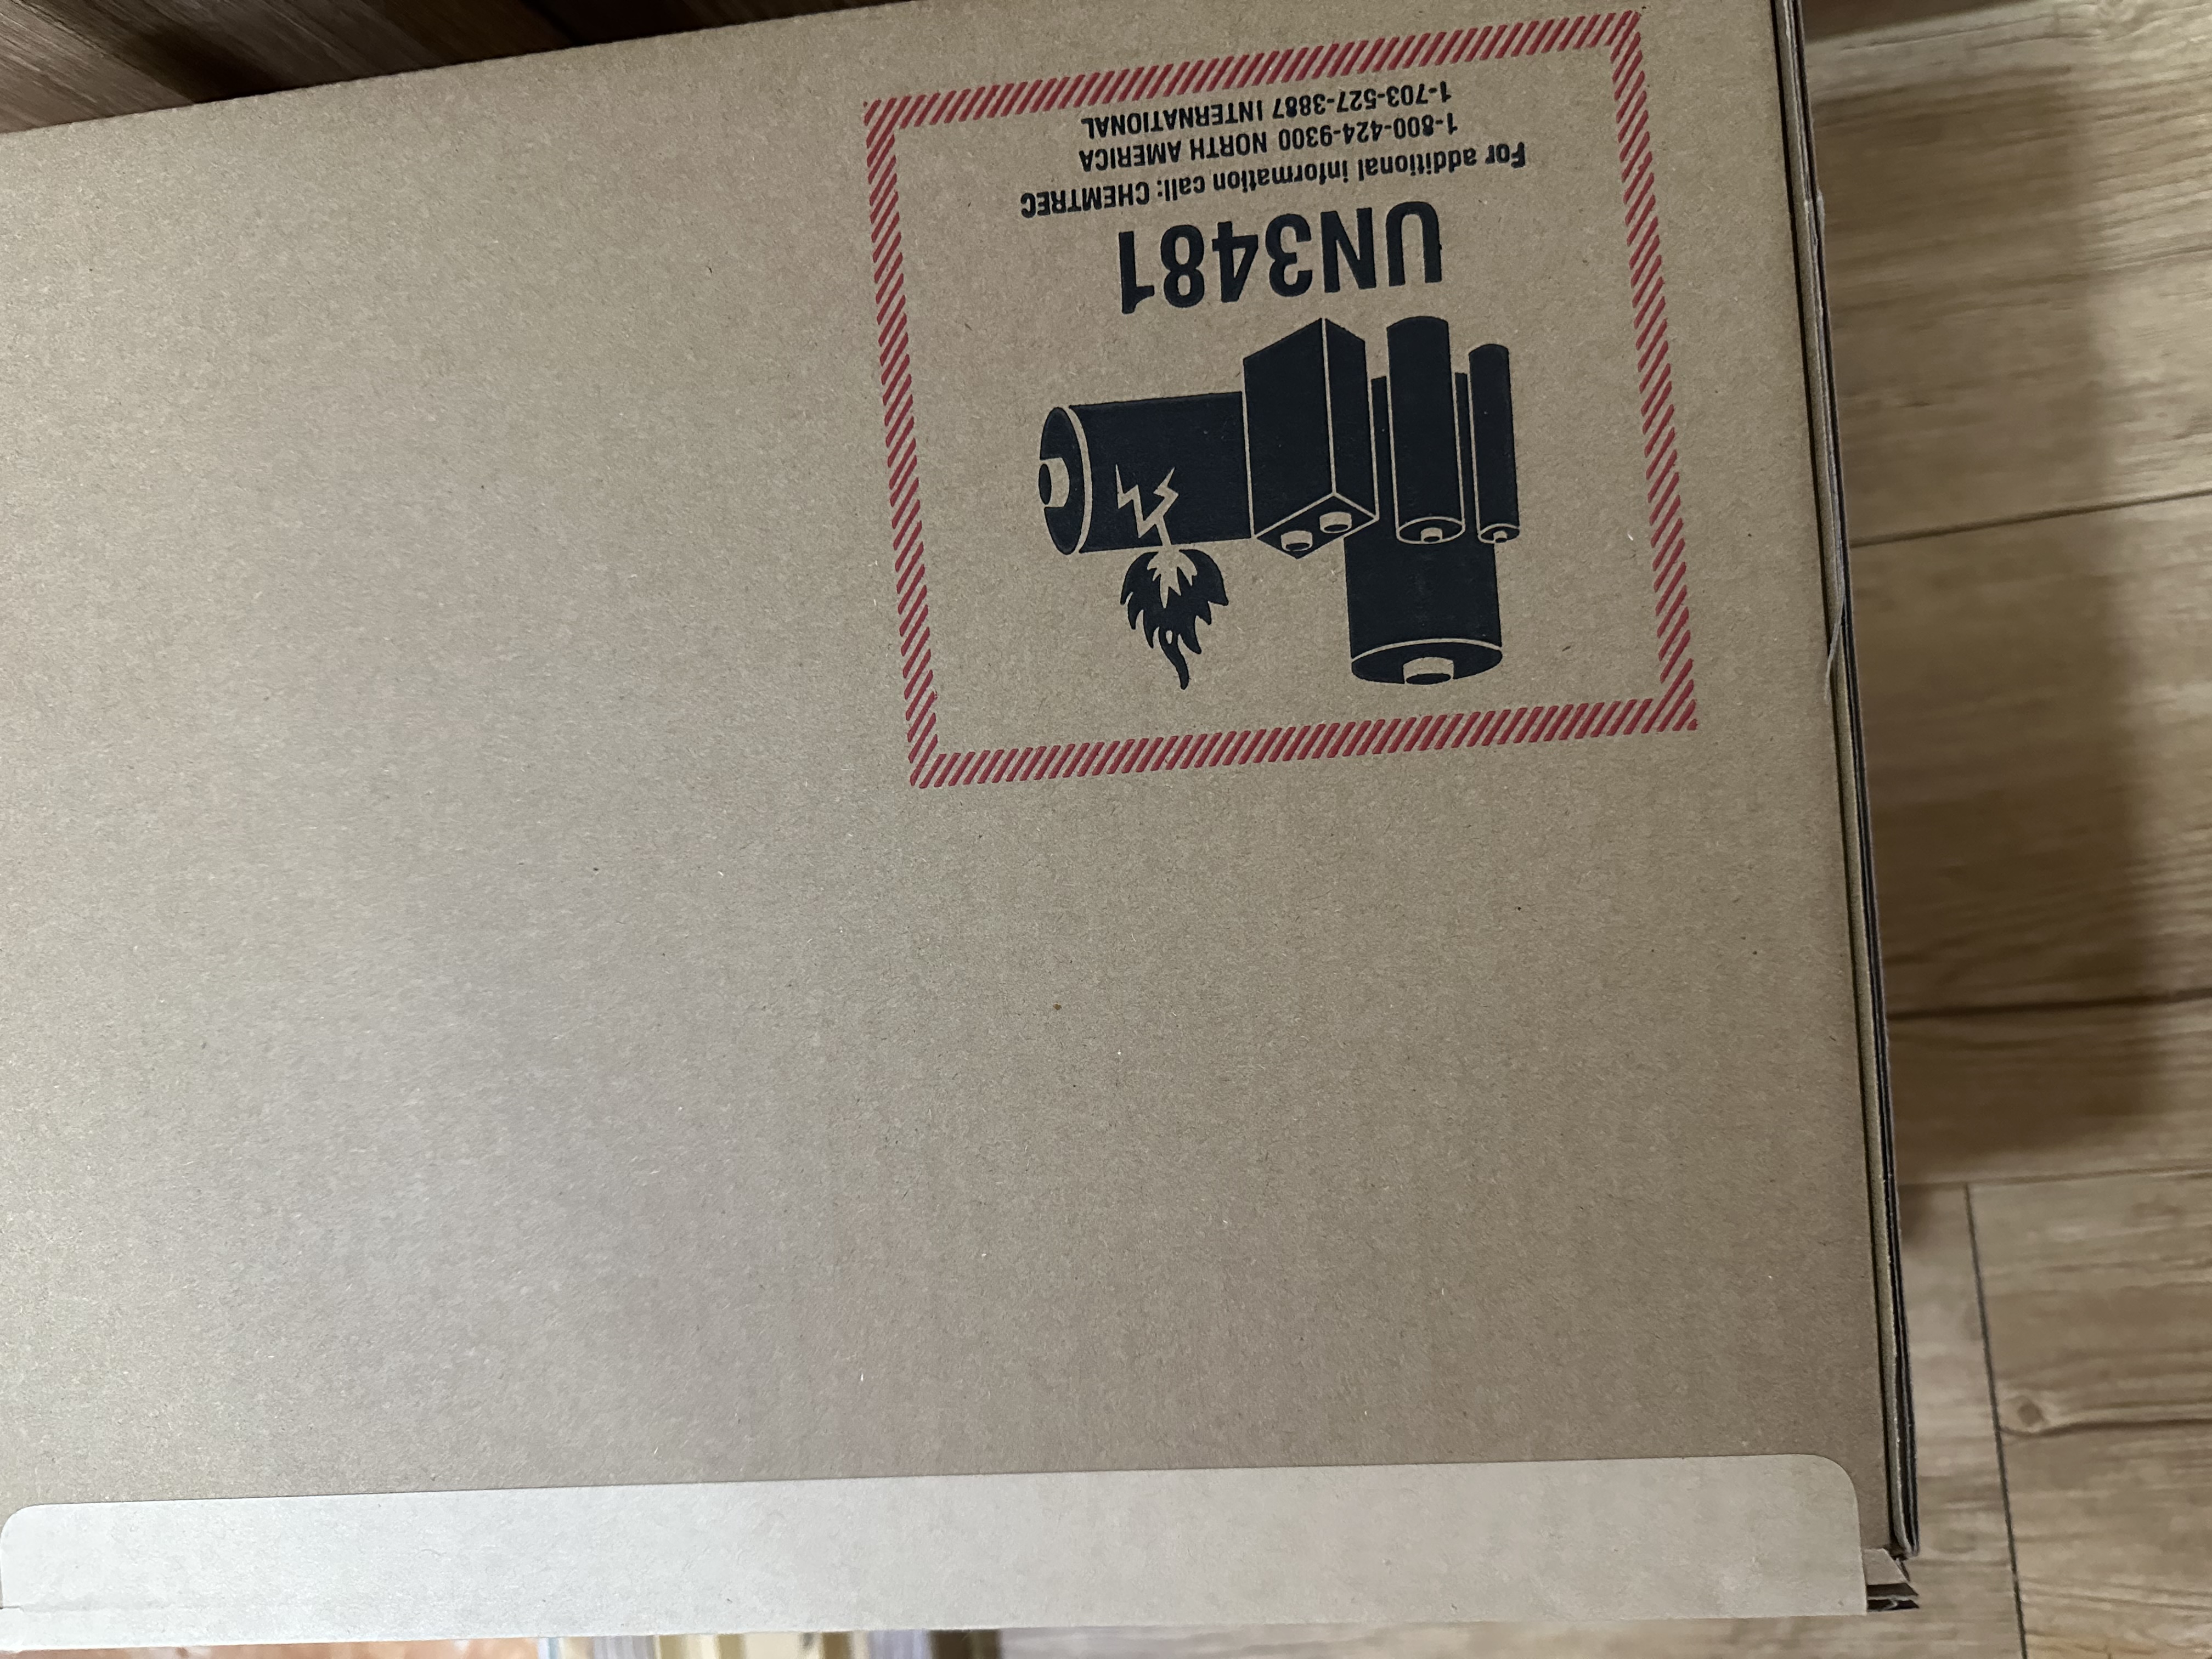 UN3481
For additional information call: CHEMTREC
1-800-424-9300 NORTH AMERICA
1-703-527-3887 INTERNATIONAL